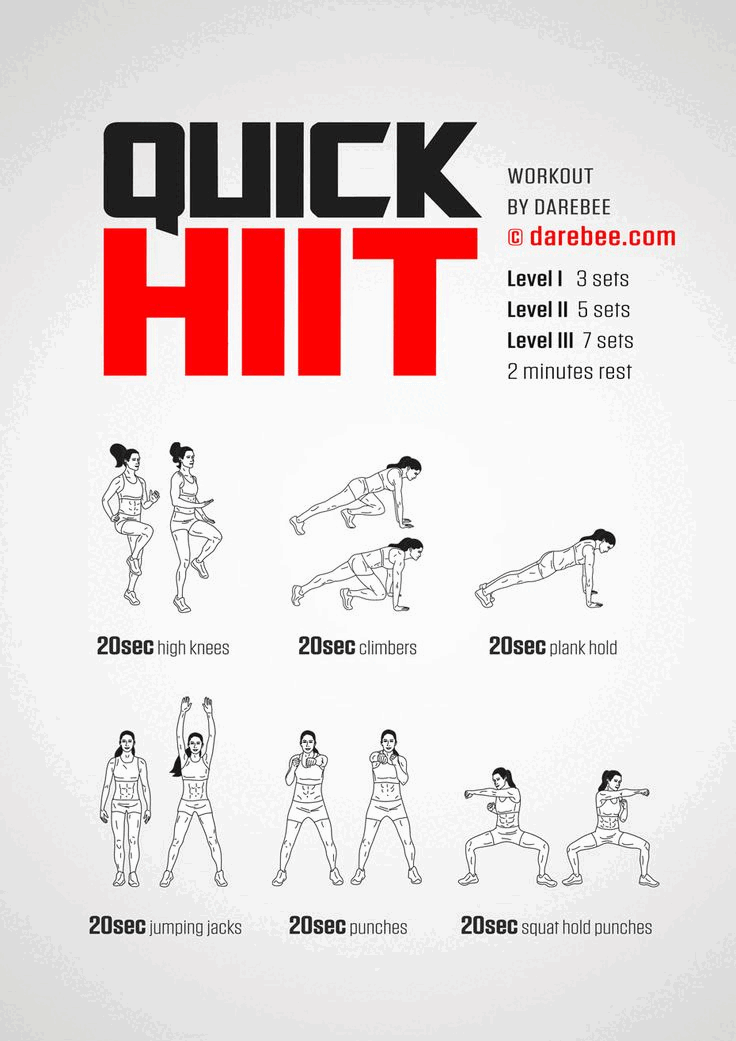 QUICK
HIIT
WORKOUT
BY DAREBEE
© darebee.com
Level I 3 sets
Level II 5 sets
Level III 7 sets
2 minutes rest
20sec high knees
20sec climbers
20sec plank hold
20sec jumping jacks
20sec punches
20sec squat hold punches